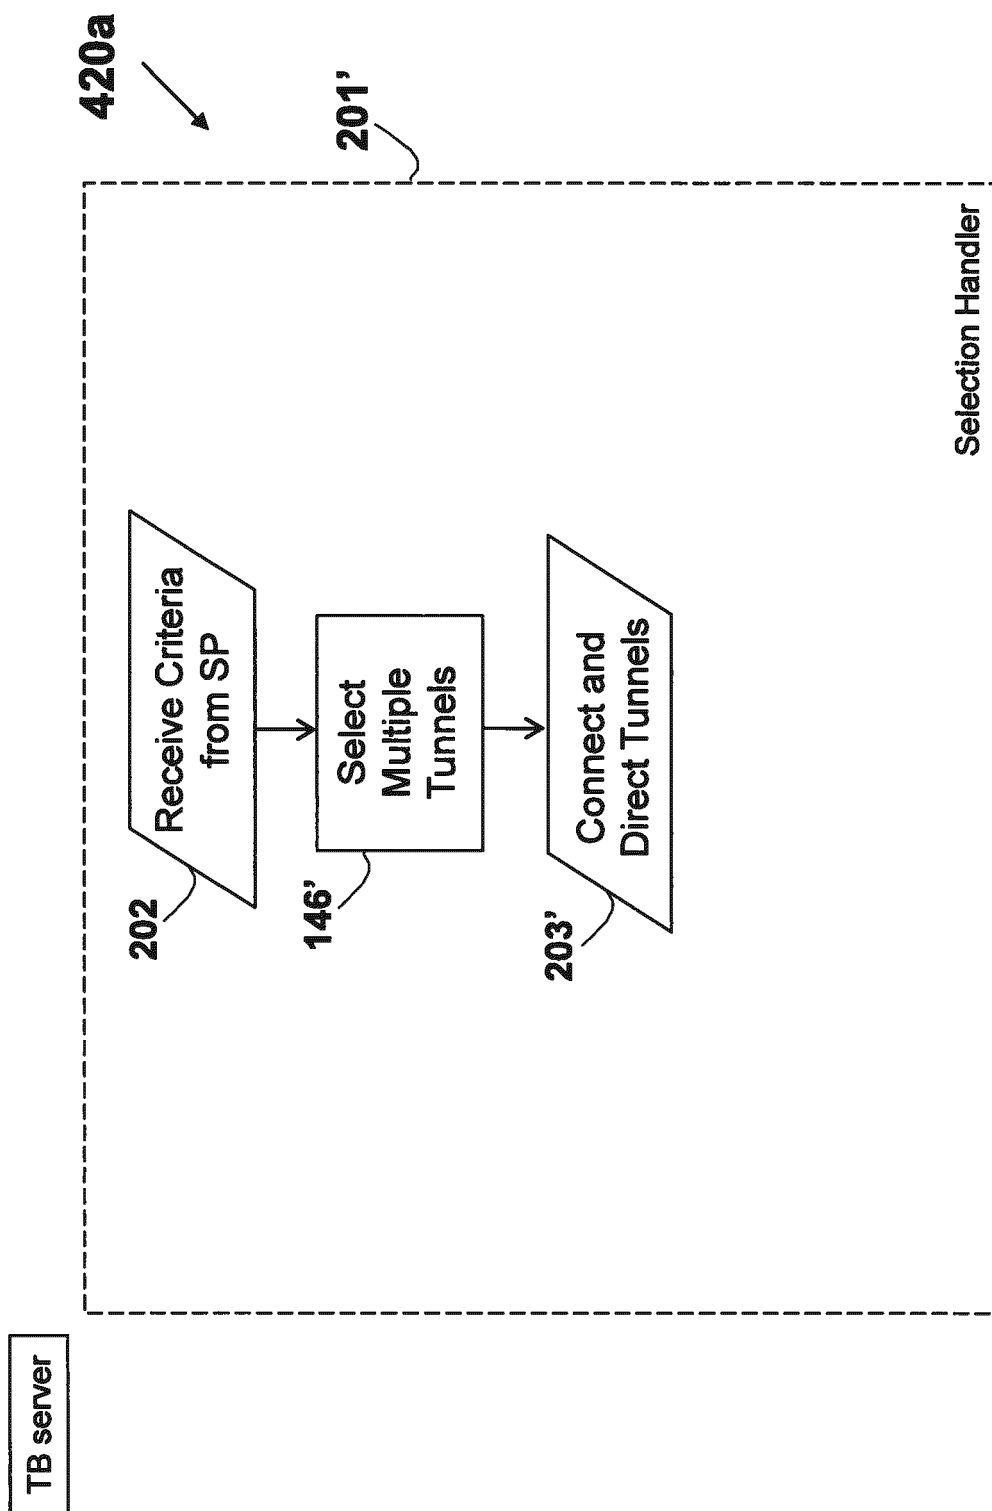 TB server
420a
201’
202
Receive Criteria
from SP
146’
Select
Multiple
Tunnels
203’
Connect and
Direct Tunnels
Selection Handler